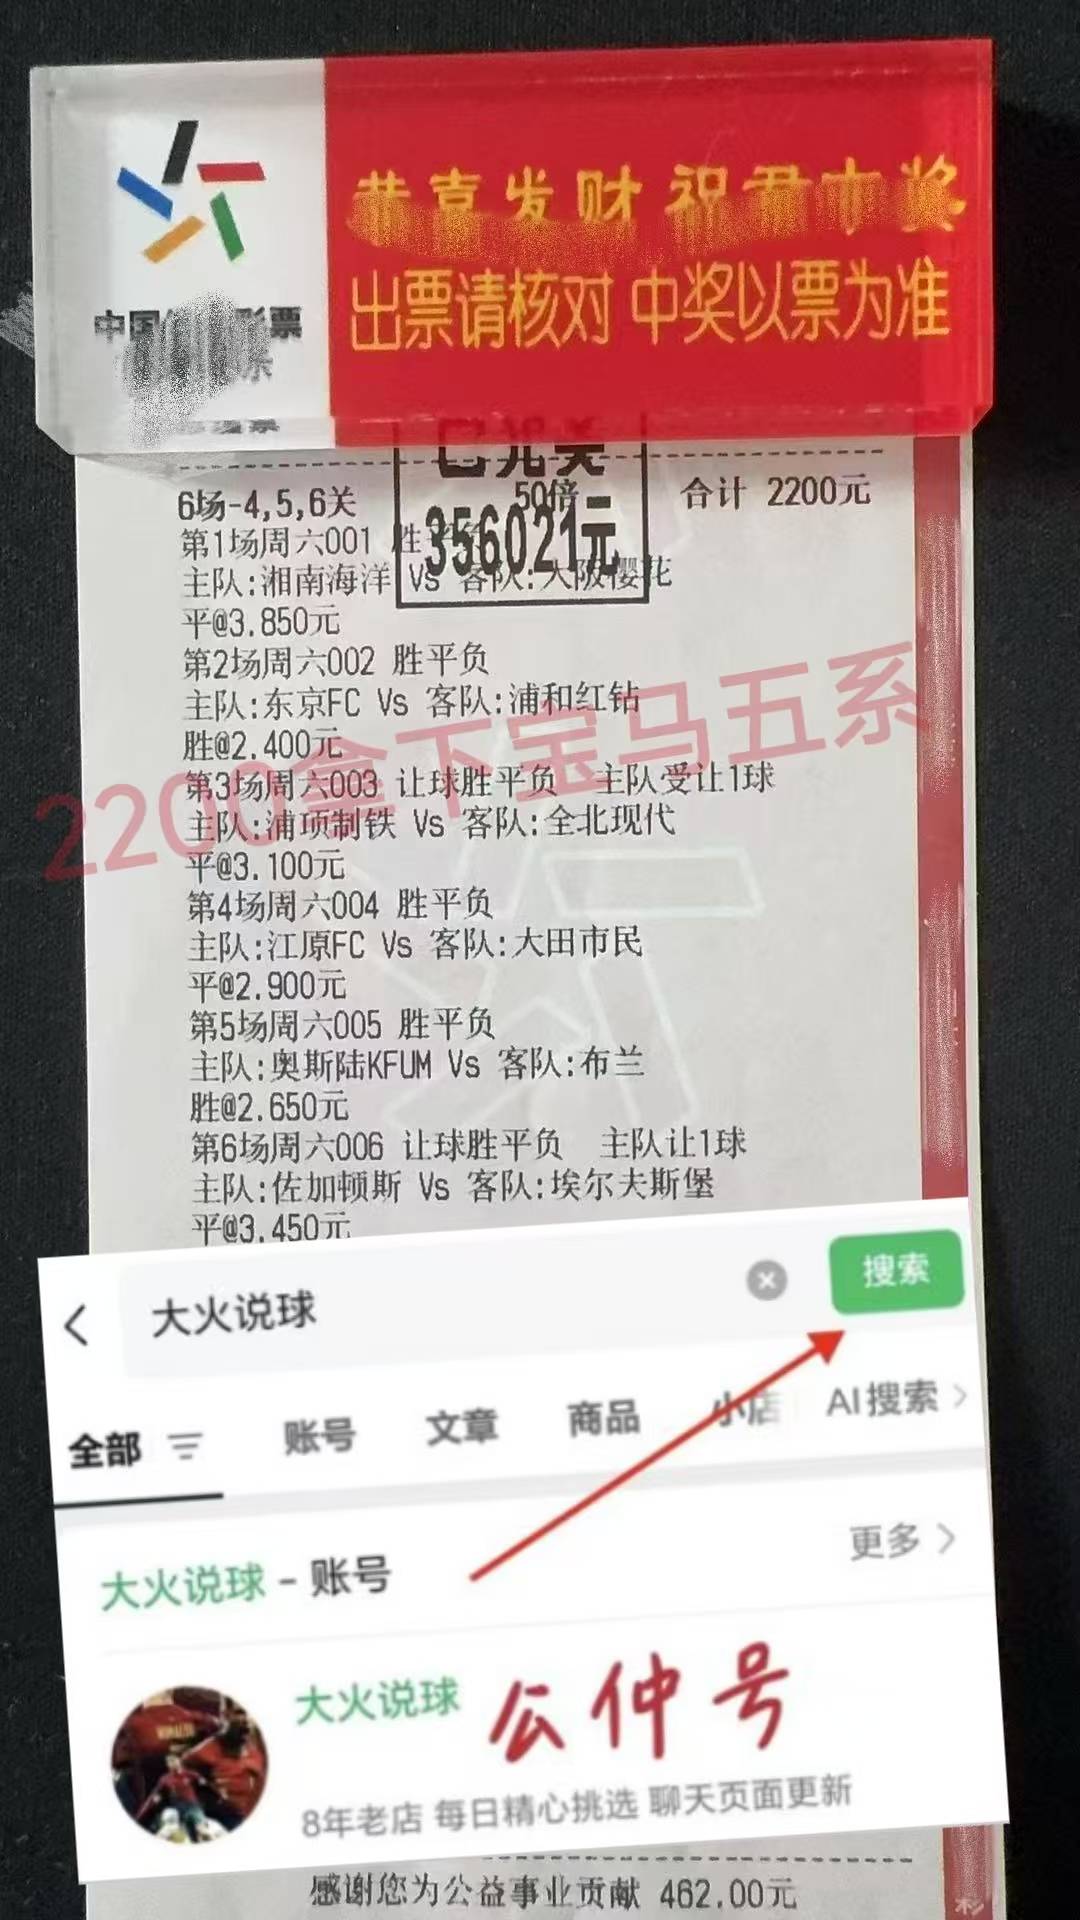 恭喜发财 祝君中奖
出票请核对 中奖以票为准
中国
彩票
已兑奖
356021元
6场-4,5,6关 50倍 合计 2200元
第1场周六001 胜平负
主队:湘南海洋 Vs 客队:大阪樱花
平@3.850元
第2场周六002 胜平负
主队:东京FC Vs 客队:浦和红钻
胜@2.400元
2200拿下宝马五系
第3场周六003 让球胜平负 主队受让1球
主队:浦项制铁 Vs 客队:全北现代
平@3.100元
第4场周六004 胜平负
主队:江原FC Vs 客队:大田市民
平@2.900元
第5场周六005 胜平负
主队:奥斯陆KFUM Vs 客队:布兰
胜@2.650元
第6场周六006 让球胜平负 主队让1球
主队:佐加顿斯 Vs 客队:埃尔夫斯堡
平@3.450元
大火说球 搜索
全部 账号 文章 商品 小店 AI搜索
大火说球 - 账号 更多
大火说球 公仲号
8年老店 每日精心挑选 聊天页面更新
感谢您为公益事业贡献 462.00元
彩